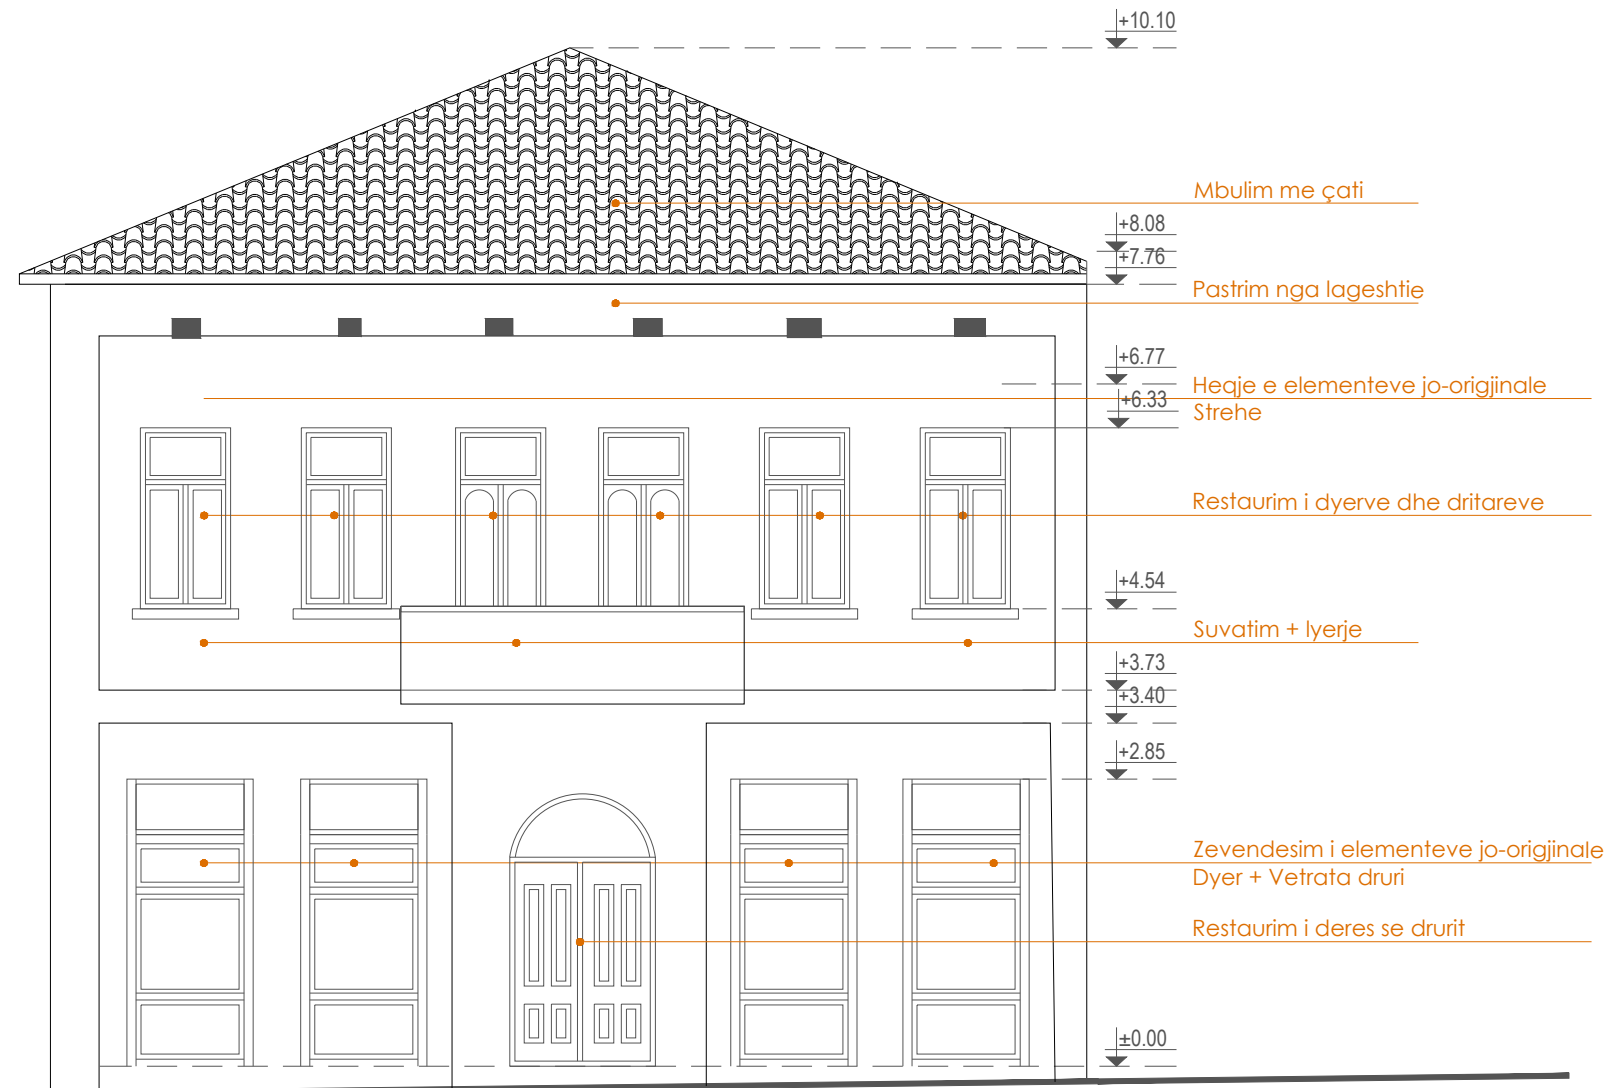 +10.10
Mbulim me çati
+8.08
+7.76
Pastrim nga lageshtie
+6.77
Heqje e elementeve jo-origjinale
+6.33
Strehe
Restaurim i dyerve dhe dritareve
+4.54
Suvatim + lyerje
+3.73
+3.40
+2.85
Zevendesim i elementeve jo-origjinale
Dyer + Vetrata druri
Restaurim i deres se drurit
±0.00